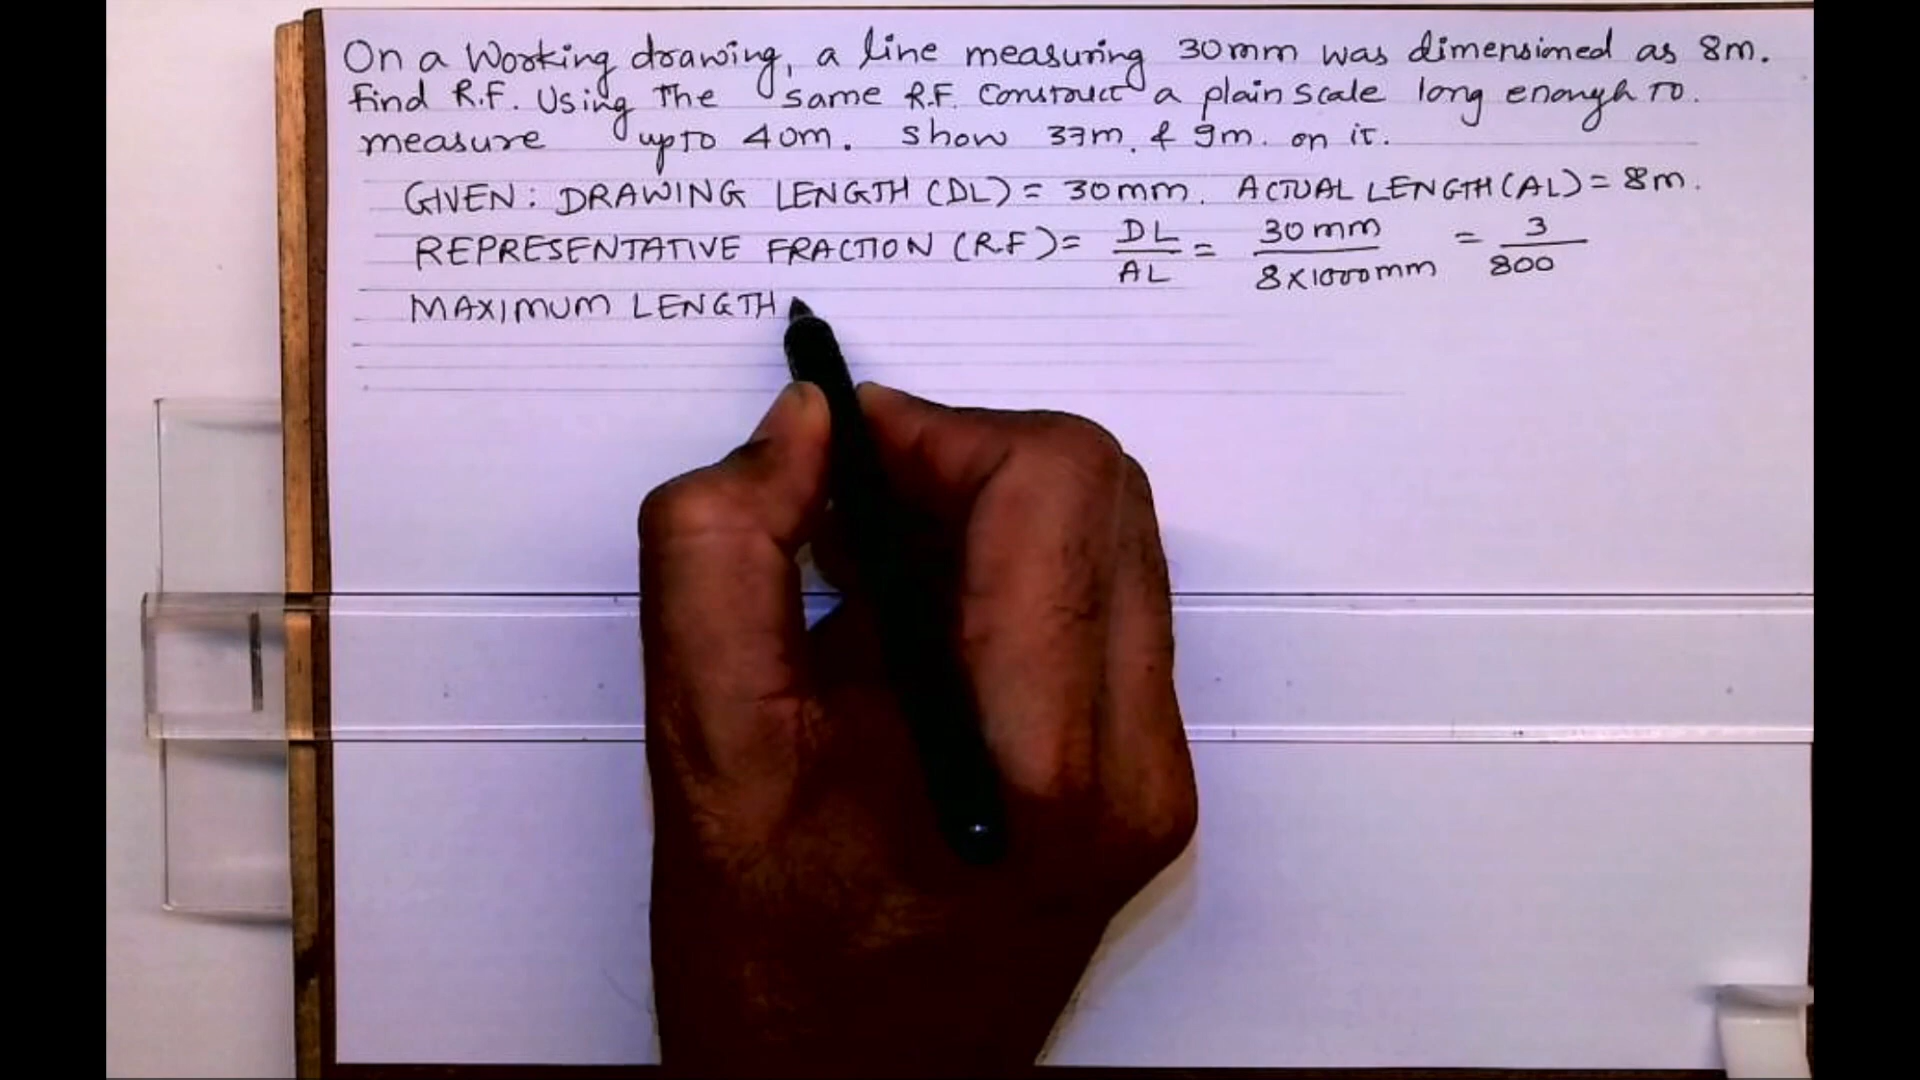 On a Working drawing, a line measuring 30mm was dimensioned as 8m.
Find R.F. Using The same R.F. Construct a plain scale long enough To.
measure upto 40m. Show 37m. & 9m. on it.
GIVEN: DRAWING LENGTH (DL) = 30mm. ACTUAL LENGTH (AL) = 8m.
REPRESENTATIVE FRACTION (R.F) = DL/AL = 30mm/8×1000mm = 3/800
MAXIMUM LENGTH